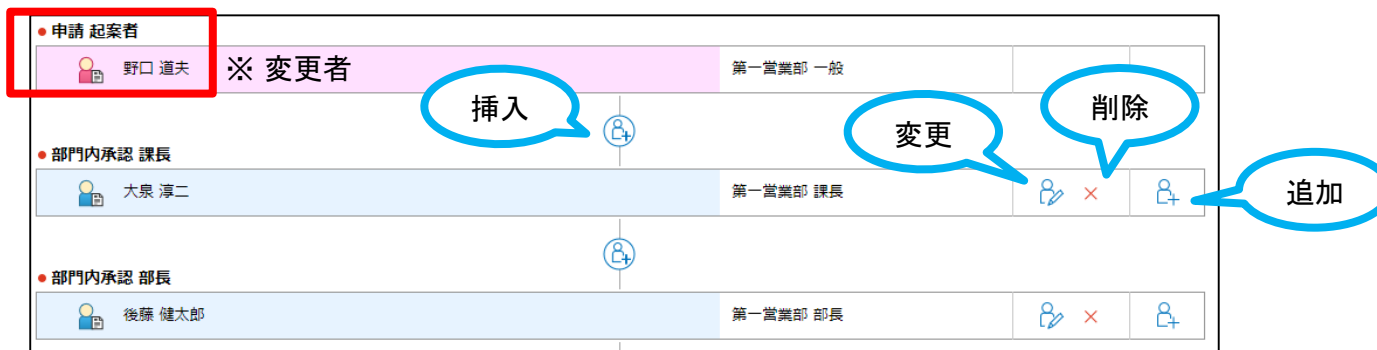 ● 申請 起案者
野口 道夫 ※ 変更者 第一営業部 一般
挿入
変更
削除
● 部門内承認 課長
大泉 淳二 第一営業部 課長
追加
● 部門内承認 部長
後藤 健太郎 第一営業部 部長